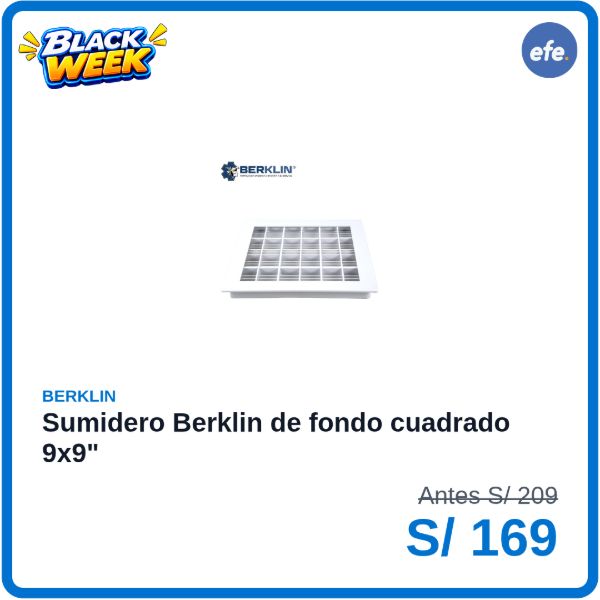 BLACK
WEEK
efe.
BERKLIN®
BERKLIN
Sumidero Berklin de fondo cuadrado
9x9"
Antes S/ 209
S/ 169